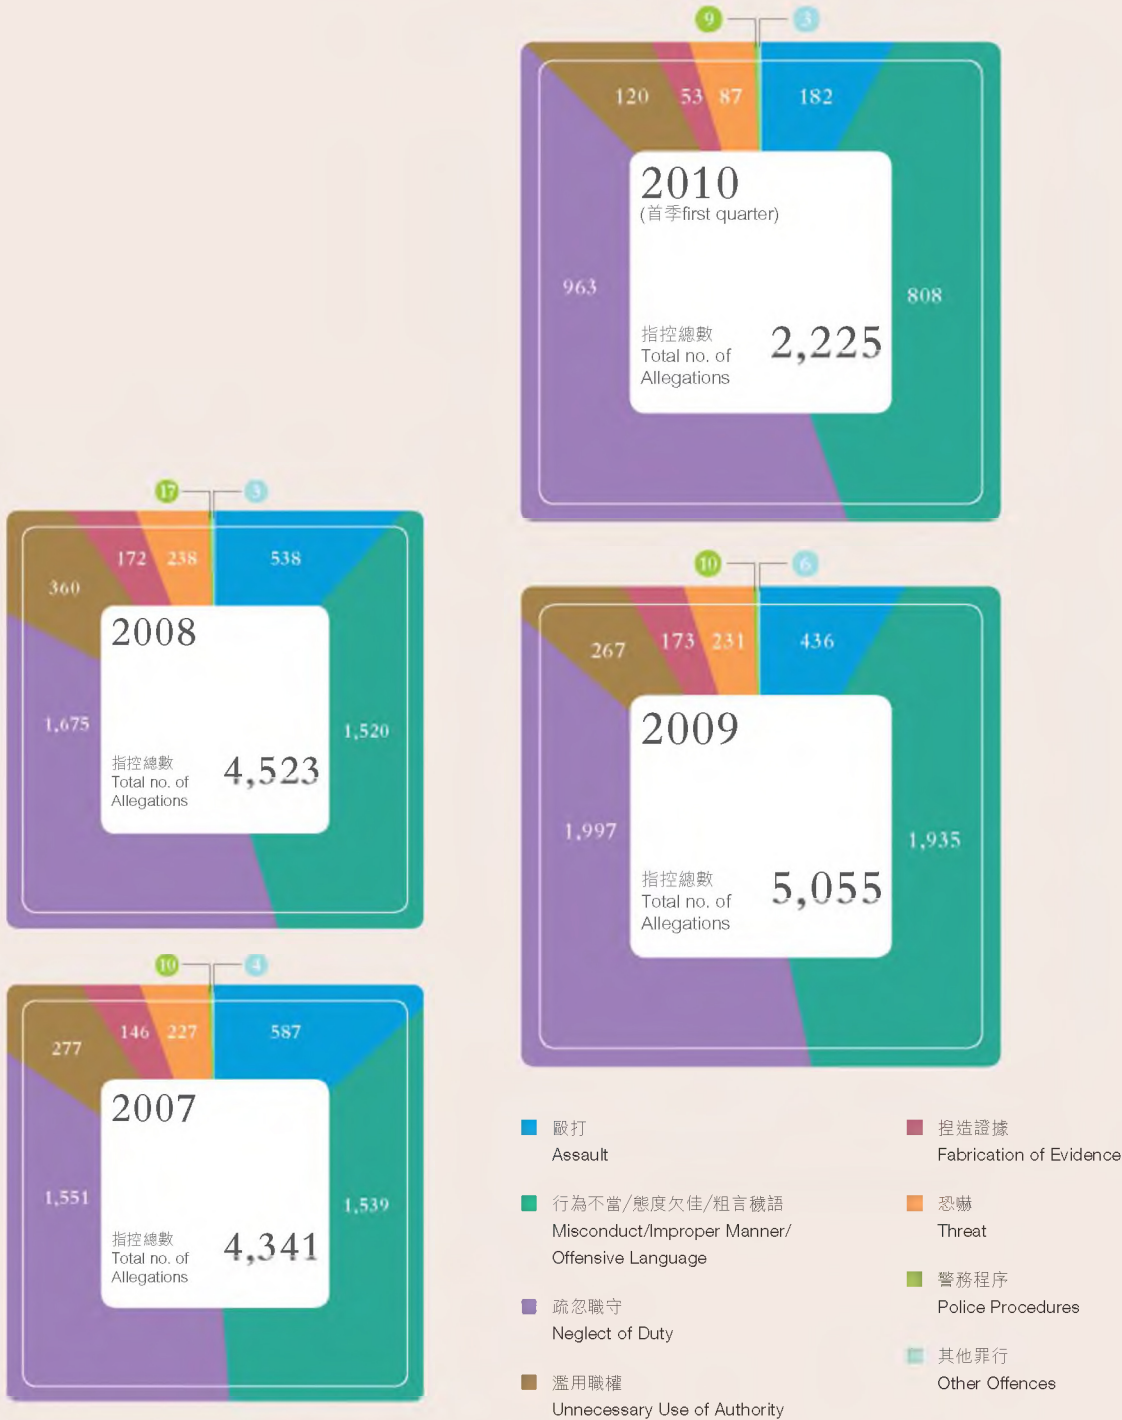 9
3
120
53
87
182
2010
(首季first quarter)
963
808
指控總數
Total no. of
Allegations
2,225
17
3
172
238
538
360
2008
1,675
1,520
指控總數
Total no. of
Allegations
4,523
10
6
267
173
231
436
2009
1,997
1,935
指控總數
Total no. of
Allegations
5,055
10
4
277
146
227
587
2007
1,551
1,539
指控總數
Total no. of
Allegations
4,341
毆打
Assault
行為不當/態度欠佳/粗言穢語
Misconduct/Improper Manner/
Offensive Language
疏忽職守
Neglect of Duty
濫用職權
Unnecessary Use of Authority
捏造證據
Fabrication of Evidence
恐嚇
Threat
警務程序
Police Procedures
其他罪行
Other Offences